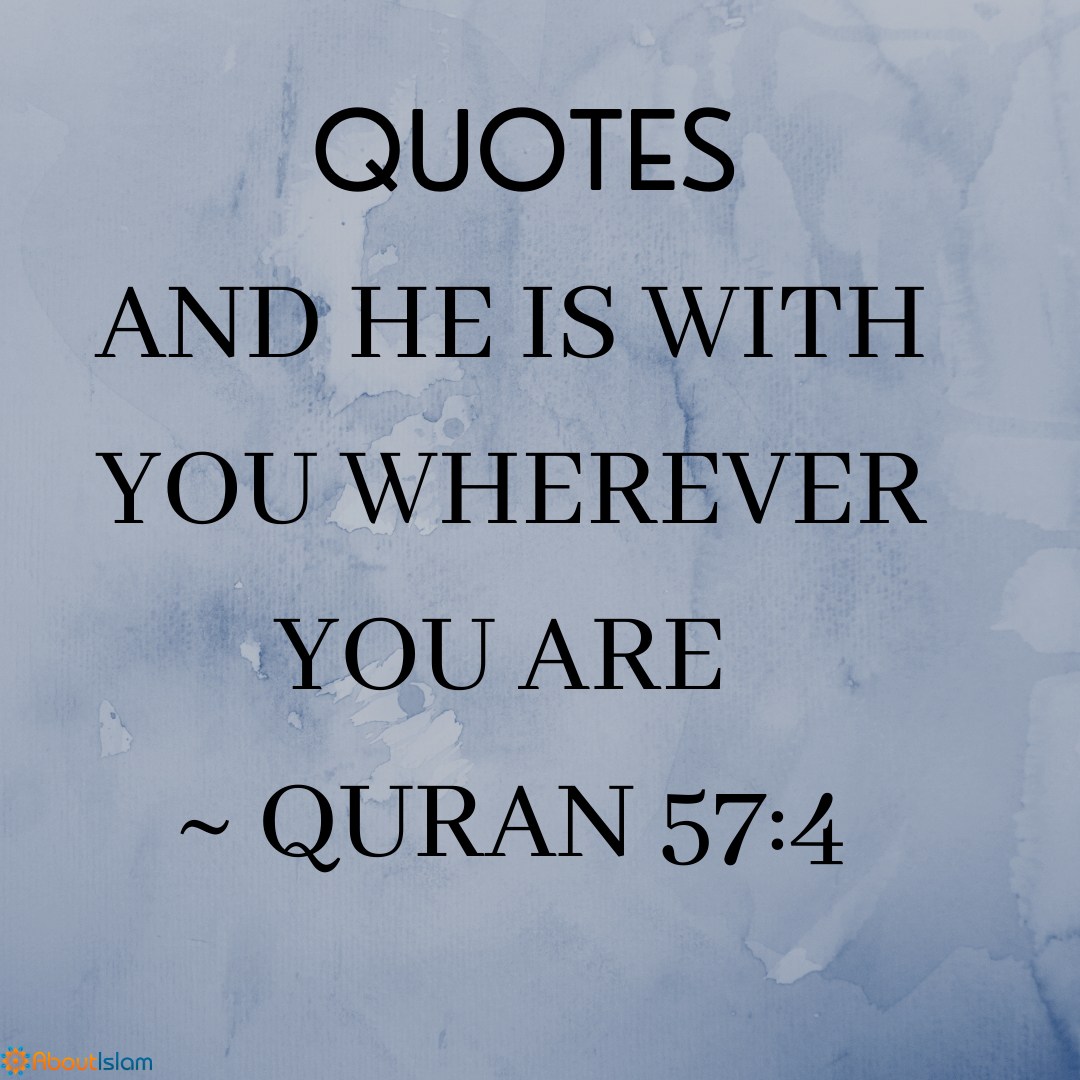 QUOTES
AND HE IS WITH
YOU WHEREVER
YOU ARE
~ QURAN 57:4
AboutIslam